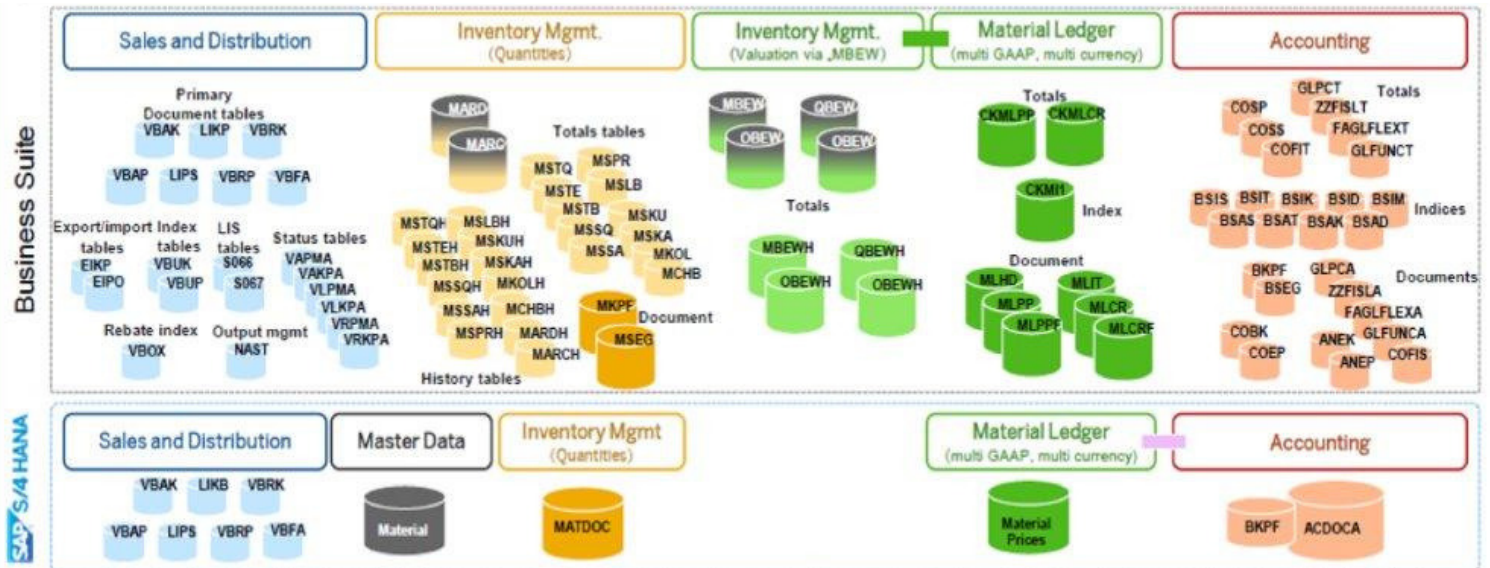 Business Suite
Sales and Distribution
Primary
Document tables
VBAK LIKP VBRK
VBAP LIPS VBRP VBFA
Export/import Index LIS Status tables
tables tables tables
EIKP VBUK S066 VAPMA
EIPO VBUP S067 VAKPA
VLPMA
VLKPA
VRPMA
VRKPA
Rebate index Output mgmt
VBOX NAST
Inventory Mgmt.
(Quantities)
MARD
MARC
Totals tables
MSTQ MSPR
MSTE MSLB
MSTB MSKU
MSSQ MSKA
MSSA MKOL
MCHB
MSTQH MSLBH
MSTEH MSKUH
MSTBH MSKAH
MSSQH MKOLH
MSSAH MCHBH
MSPRH MARDH
MARCH
History tables
MKPF Document
MSEG
Inventory Mgmt.
(Valuation via „MBEW)
MBEW QBEW
OBEW OBEW
Totals
MBEWH QBEWH
OBEWH OBEWH
Material Ledger
(multi GAAP, multi currency)
Totals
CKMLPP CKMLCR
CKMI1
Index
Document
MLHD MLIT
MLPP MLCR
MLPPF MLCRF
Accounting
GLPCT Totals
COSP ZZFISLT
COSS FAGLFLEXT
COFIT GLFUNCT
BSIS BSIT BSIK BSID BSIM Indices
BSAS BSAT BSAK BSAD
BKPF GLPCA Documents
BSEG ZZFISLA
FAGLFLEXA
COBK ANEK GLFUNCA
COEP ANEP COFIS
SAP S/4 HANA
Sales and Distribution
VBAK LIKB VBRK
VBAP LIPS VBRP VBFA
Master Data
Material
Inventory Mgmt
(Quantities)
MATDOC
Material Ledger
(multi GAAP, multi currency)
Material
Prices
Accounting
BKPF ACDOCA